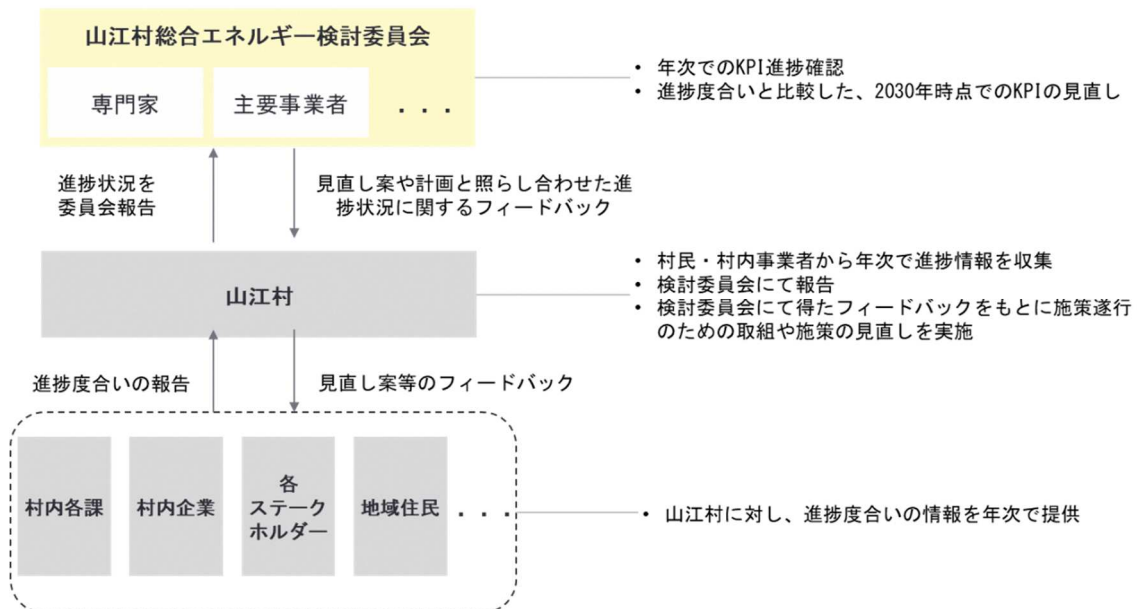 山江村総合エネルギー検討委員会
専門家
主要事業者
・・・
• 年次でのKPI進捗確認
• 進捗度合いと比較した、2030年時点でのKPIの見直し
進捗状況を
委員会報告
見直し案や計画と照らし合わせた進
捗状況に関するフィードバック
山江村
• 村民・村内事業者から年次で進捗情報を収集
• 検討委員会にて報告
• 検討委員会にて得たフィードバックをもとに施策遂行
のための取組や施策の見直しを実施
進捗度合いの報告
見直し案等のフィードバック
村内各課
村内企業
各
ステーク
ホルダー
地域住民
・・・
• 山江村に対し、進捗度合いの情報を年次で提供